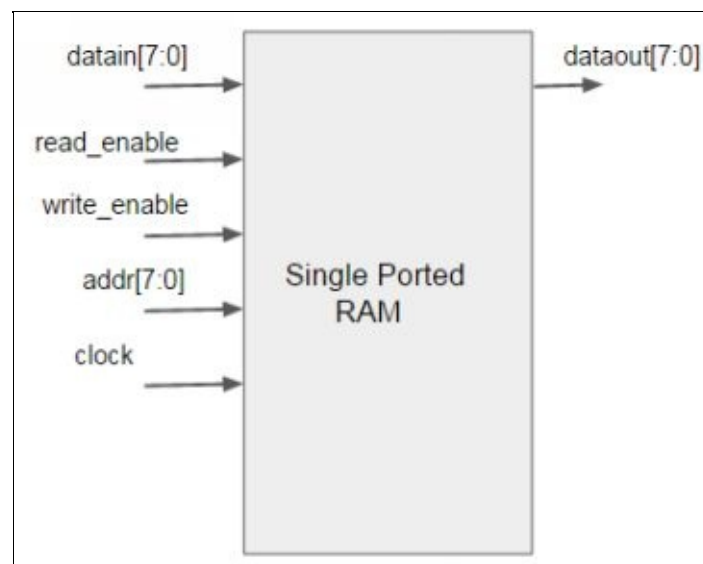 datain[7:0]
dataout[7:0]
read_enable
write_enable
addr[7:0]
Single Ported
RAM
clock